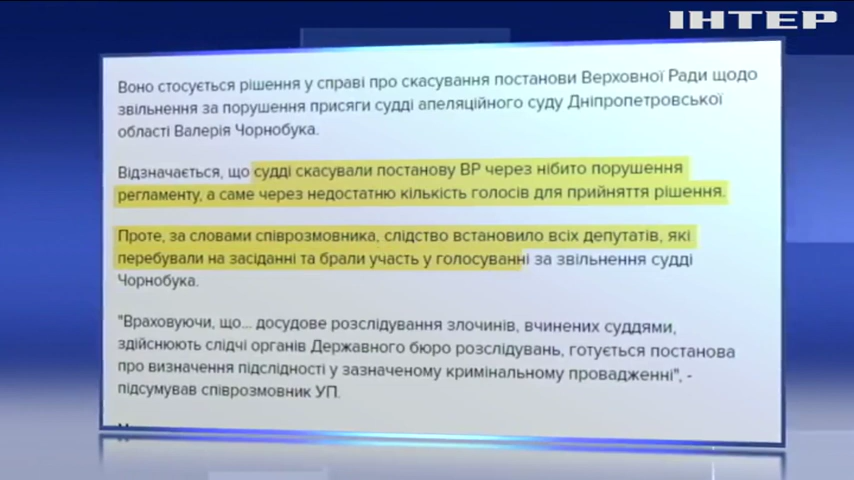 ІНТЕР
Воно стосується рішення у справі про скасування постанови Верховної Ради щодо
звільнення за порушення присяги судді апеляційного суду Дніпропетровської
області Валерія Чорнобука.
Відзначається, що судді скасували постанову ВР через нібито порушення
регламенту, а саме через недостатню кількість голосів для прийняття рішення.
Проте, за словами співрозмовника, слідство встановило всіх депутатів, які
перебували на засіданні та брали участь у голосуванні за звільнення судді
Чорнобука.
"Враховуючи, що... досудове розслідування злочинів, вчинених суддями,
здійснюють слідчі органів Державного бюро розслідувань, готується постанова
про визначення підслідності у зазначеному кримінальному провадженні", -
підсумував співрозмовник УП.